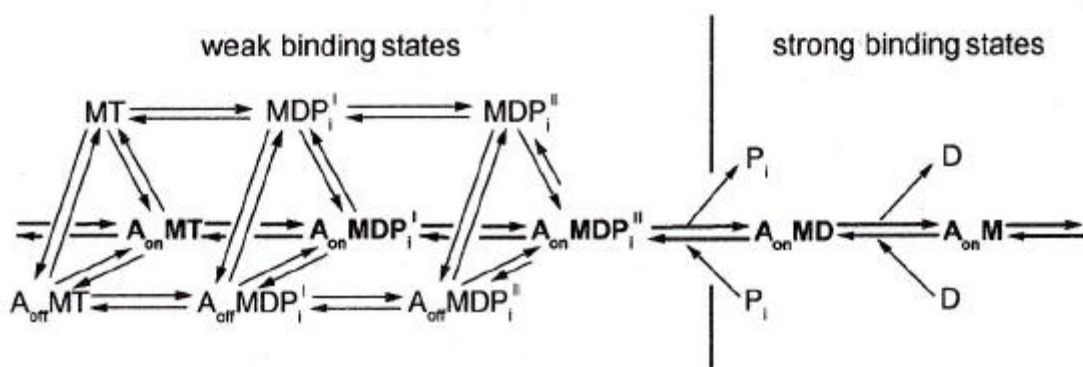 weak binding states strong binding states
MT MDPᵢᴵ MDPᵢᴵᴵ
Pᵢ D
AₒₙMT AₒₙMDPᵢᴵ AₒₙMDPᵢᴵᴵ AₒₙMD AₒₙM
AₒffMT AₒffMDPᵢᴵ AₒffMDPᵢᴵᴵ Pᵢ D